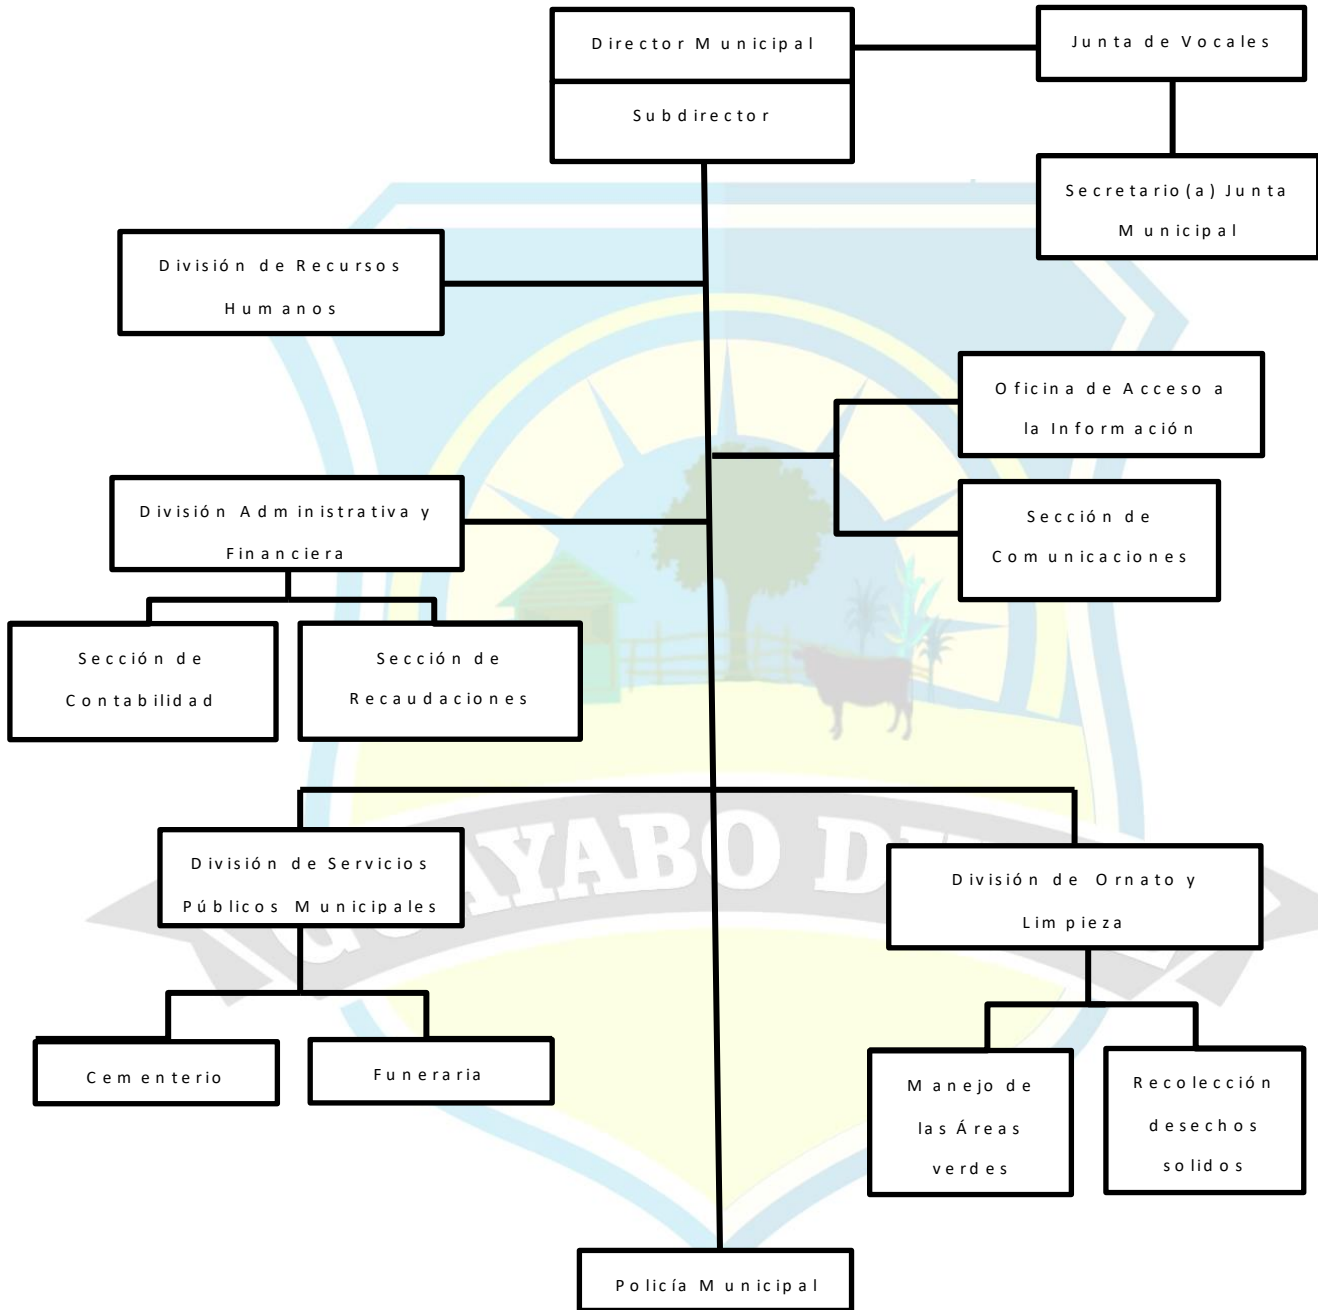 Director Municipal
Junta de Vocales
Subdirector
Secretario(a) Junta
Municipal
División de Recursos
Humanos
Oficina de Acceso a
la Información
División Administrativa y
Financiera
Sección de
Comunicaciones
Sección de
Contabilidad
Sección de
Recaudaciones
División de Servicios
Públicos Municipales
División de Ornato y
Limpieza
Cementerio
Funeraria
Manejo de
las Áreas
verdes
Recolección
desechos
solidos
Policía Municipal